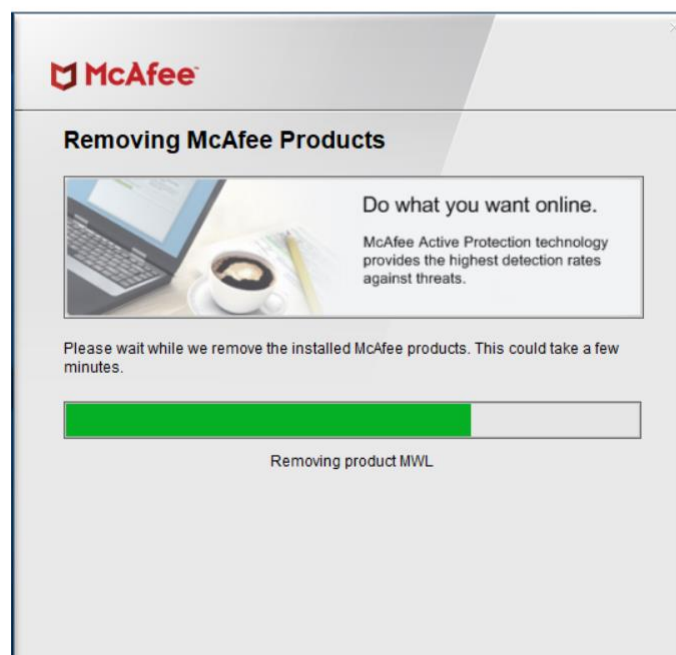 McAfee
Removing McAfee Products
Do what you want online.
McAfee Active Protection technology
provides the highest detection rates
against threats.
Please wait while we remove the installed McAfee products. This could take a few
minutes.
Removing product MWL